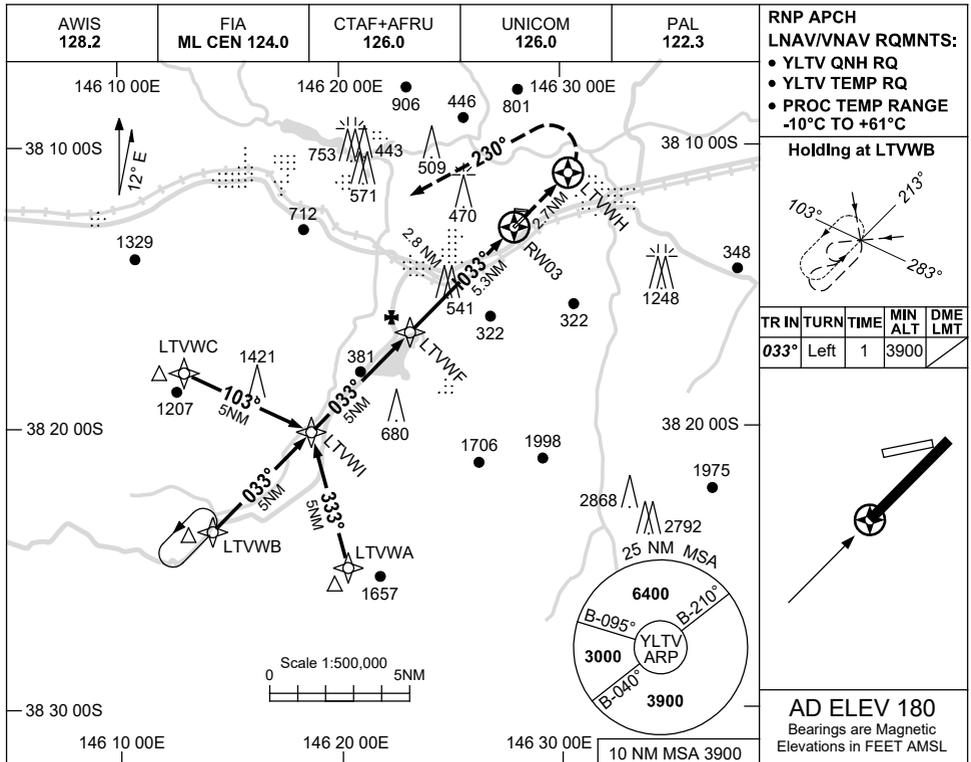 AWIS
128.2
FIA
ML CEN 124.0
CTAF+AFRU
126.0
UNICOM
126.0
PAL
122.3
RNP APCH
LNAV/VNAV RQMNTS:
• YLTV QNH RQ
• YLTV TEMP RQ
• PROC TEMP RANGE
-10°C TO +61°C
Holding at LTVWB
213°
103°
283°
TR IN TURN TIME MIN ALT DME LMT
033° Left 1 3900
146 10 00E
146 20 00E
146 30 00E
906
446
801
12° E
38 10 00S
38 10 00S
753
443
571
509
230°
470
LTVWH
2.7NM
RW03
712
1329
2.8 NM
033°
5.3NM
541
348
1248
322
322
LTVWF
LTVWC
1421
381
1207
103°
5NM
033°
5NM
680
38 20 00S
38 20 00S
LTVWI
1706
1998
1975
033°
5NM
333°
5NM
2868
2792
LTVWB
LTVWA
1657
25 NM MSA
6400
B-210°
B-095°
YLTV
ARP
3000
B-040°
3900
Scale 1:500,000
0
5NM
38 30 00S
146 10 00E
146 20 00E
146 30 00E
10 NM MSA 3900
AD ELEV 180
Bearings are Magnetic
Elevations in FEET AMSL